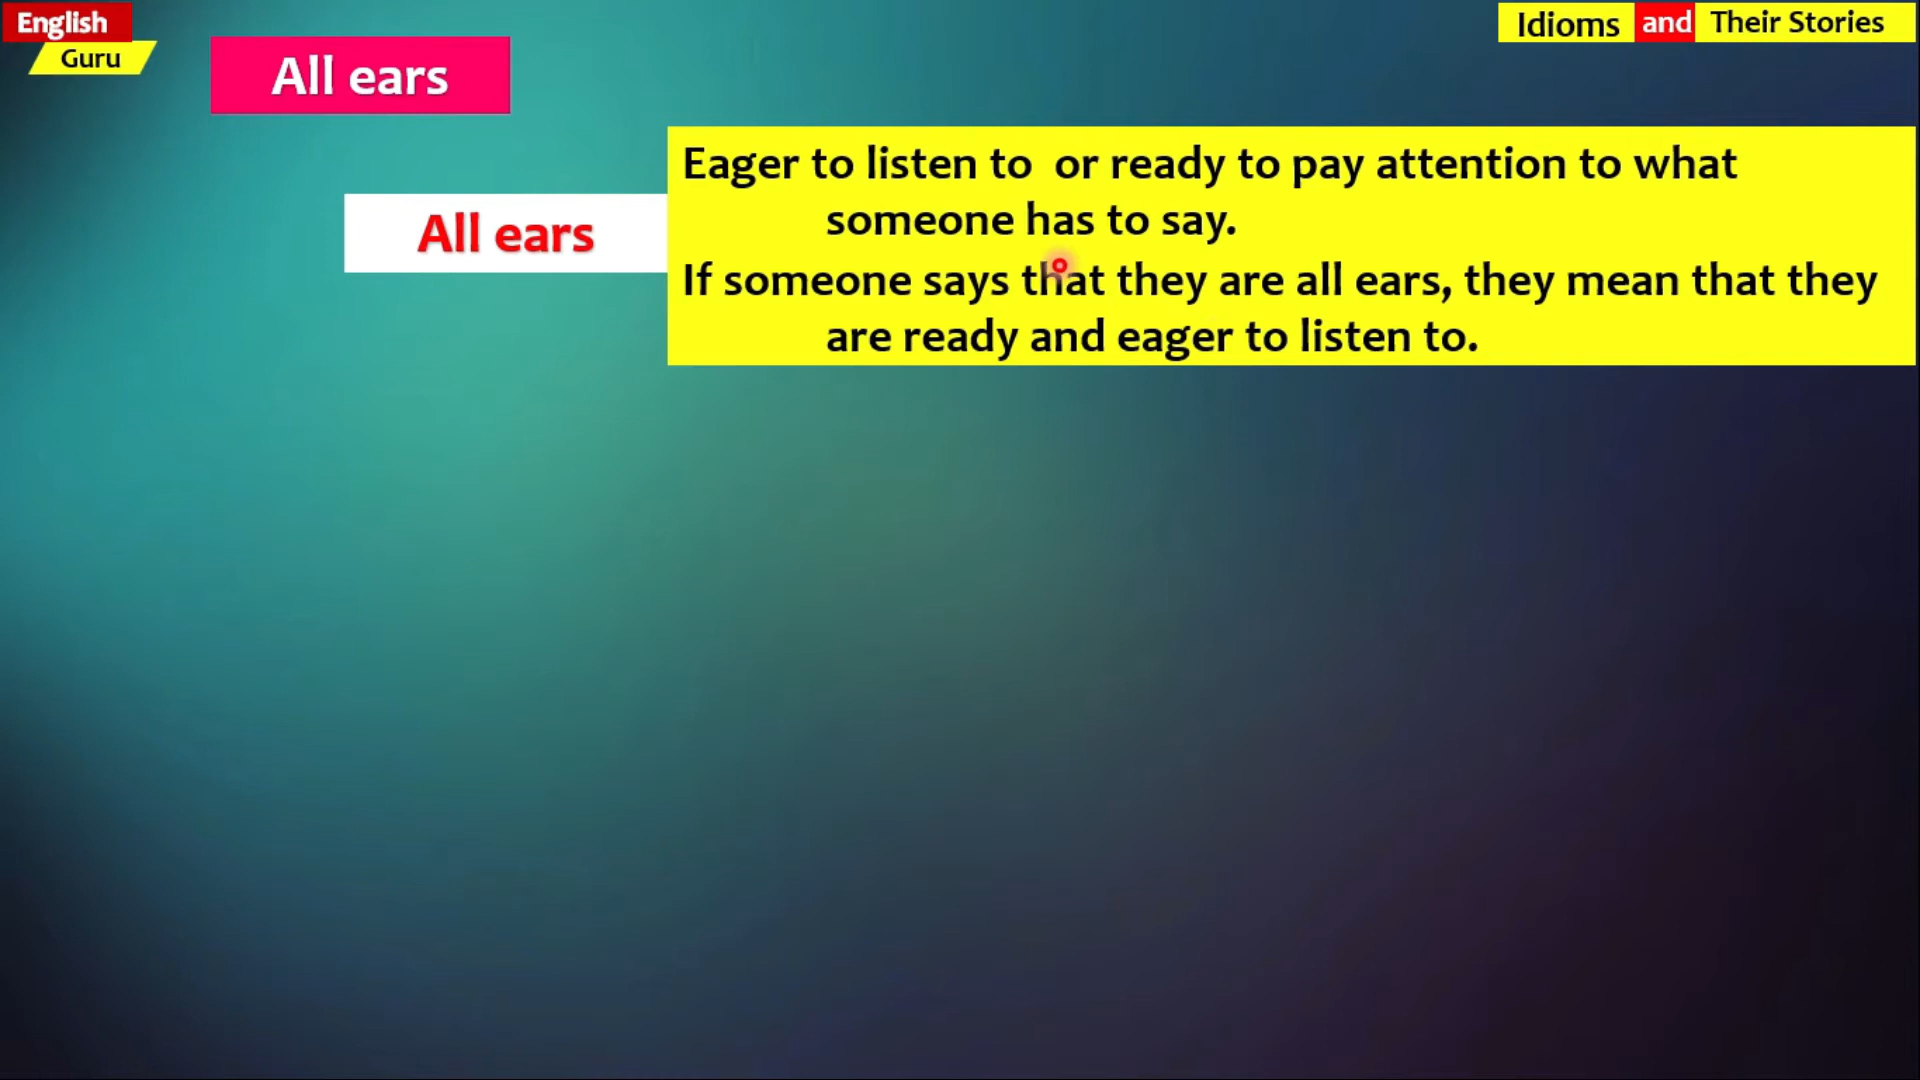 English
Guru
Idioms and Their Stories
All ears
All ears
Eager to listen to or ready to pay attention to what
someone has to say.
If someone says that they are all ears, they mean that they
are ready and eager to listen to.